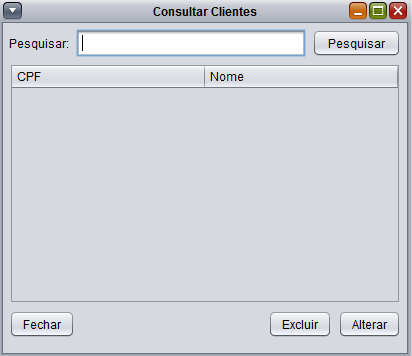 Consultar Clientes
Pesquisar: Pesquisar
CPF Nome
Fechar Excluir Alterar